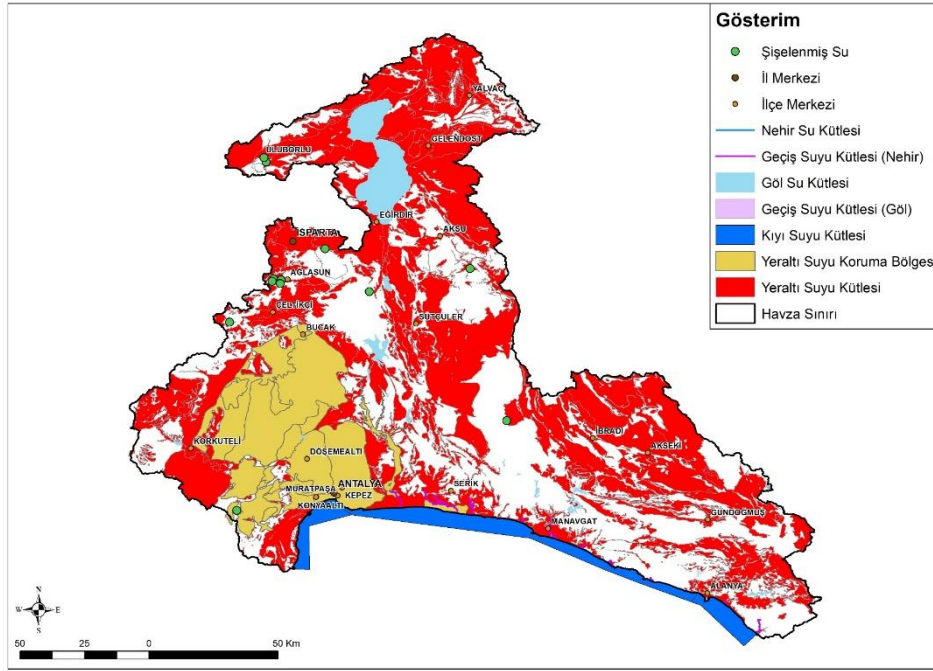 Gösterim
Şişelenmiş Su
İl Merkezi
İlçe Merkezi
Nehir Su Kütlesi
Geçiş Suyu Kütlesi (Nehir)
Göl Su Kütlesi
Geçiş Suyu Kütlesi (Göl)
Kıyı Suyu Kütlesi
Yeraltı Suyu Koruma Bölges
Yeraltı Suyu Kütlesi
Havza Sınırı
YALVAÇ
GELENDOST
ULUBORLU
EĞİRDİR
AKSU
ISPARTA
AĞLASUN
ÇELTİKÇİ
SÜTÇÜLER
BUCAK
İBRADI
AKSEKİ
KORKUTELİ
DÖŞEMEALTI
SERİK
MURATPAŞA
ANTALYA
KEPEZ
KONYAALTI
GÜNDOĞMUŞ
MANAVGAT
ALANYA
N
W E
S
50 25 0 50 Km